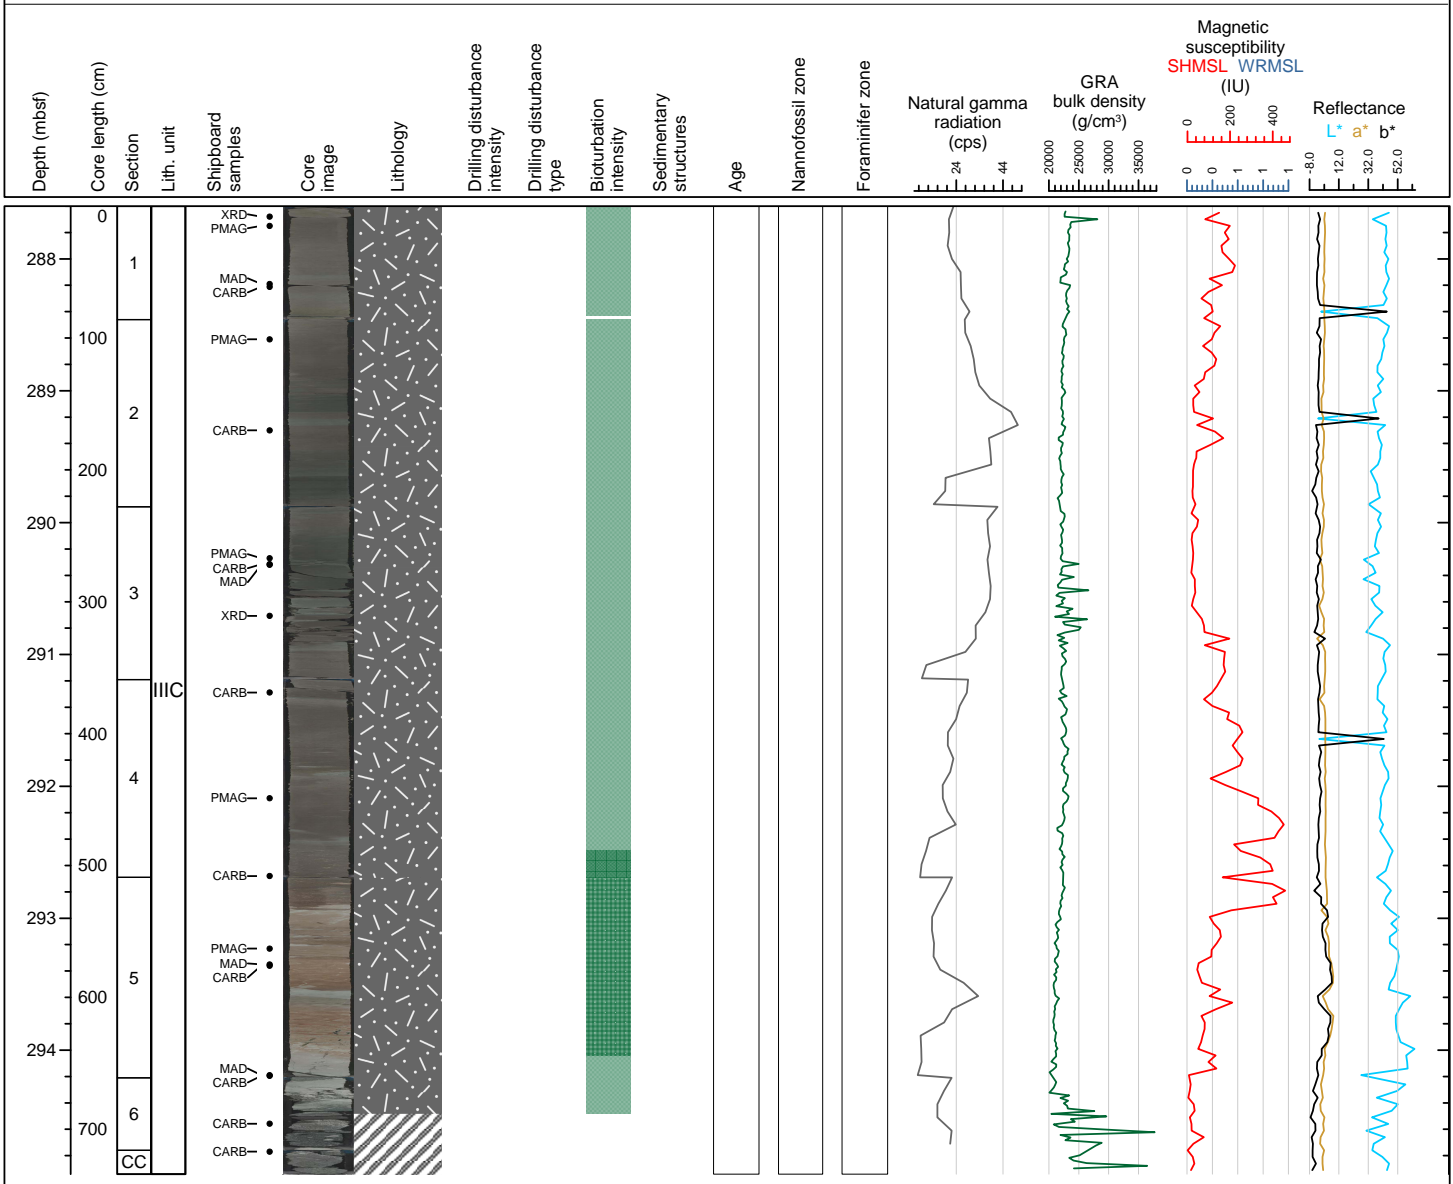 Depth (mbsf)
Core length (cm)
Section
Lith. unit
Shipboard
samples
Core
image
Lithology
Drilling disturbance
intensity
Drilling disturbance
type
Bioturbation
intensity
Sedimentary
structures
Age
Nannofossil zone
Foraminifer zone
Natural gamma
radiation
(cps)
24 44
GRA
bulk density
(g/cm³)
20000 25000 30000 35000
Magnetic
susceptibility
SHMSL WRMSL
(IU)
0 200 400
0 0 1 1 1
Reflectance
L* a* b*
-8.0 12.0 32.0 52.0
288
289
290
291
292
293
294
0
100
200
300
400
500
600
700
1
2
3
4
5
6
CC
IIIC
XRD
PMAG
MAD
CARB
PMAG
CARB
PMAG
CARB
MAD
XRD
CARB
PMAG
CARB
PMAG
MAD
CARB
MAD
CARB
CARB
CARB